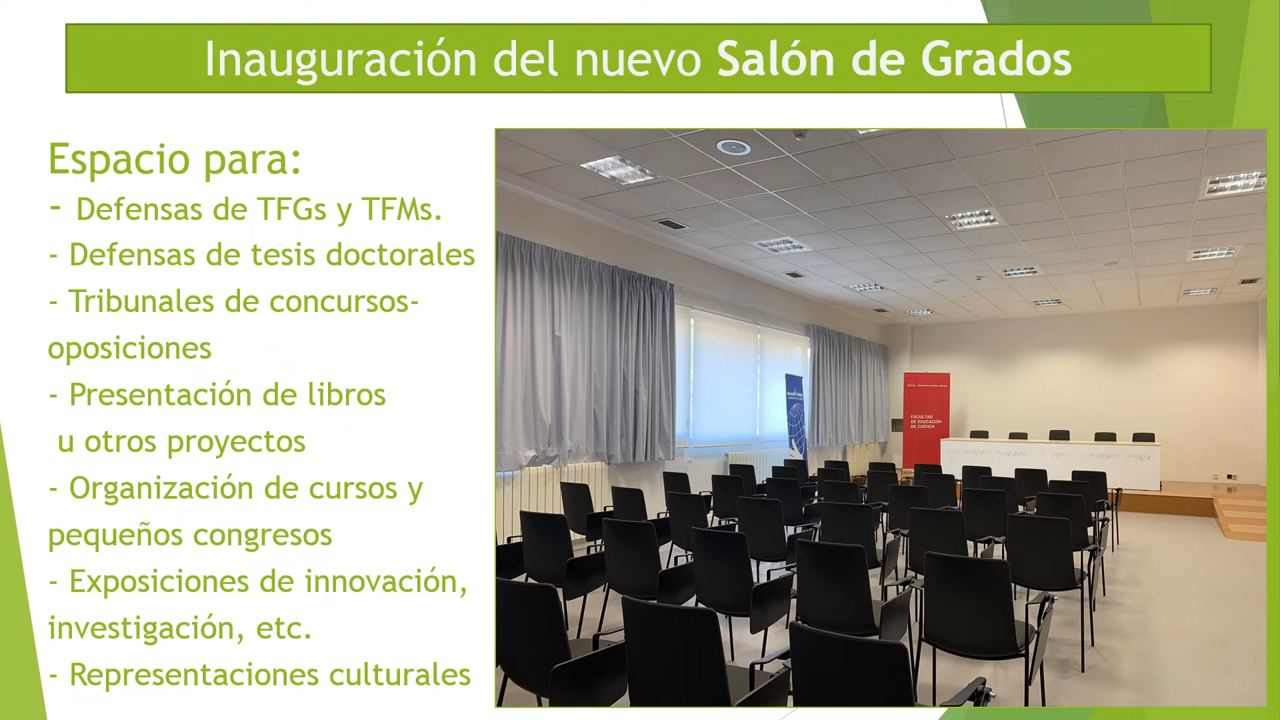 Inauguración del nuevo Salón de Grados
Espacio para:
- Defensas de TFGs y TFMs.
- Defensas de tesis doctorales
- Tribunales de concursos-
oposiciones
- Presentación de libros
u otros proyectos
- Organización de cursos y
pequeños congresos
- Exposiciones de innovación,
investigación, etc.
- Representaciones culturales
FACULTAD
DE EDUCACIÓN
DE CUENCA